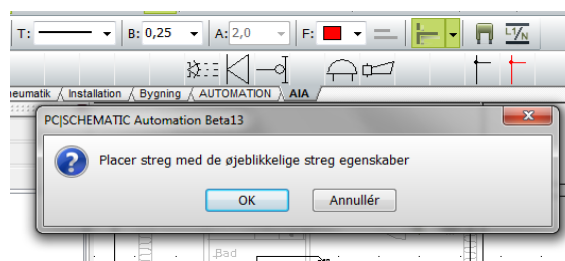 T: B: 0,25 A: 2,0 F: L1/N
neumatik Installation Bygning AUTOMATION AIA
PC|SCHEMATIC Automation Beta13
Placer streg med de øjeblikkelige streg egenskaber
OK Annullér
Bad